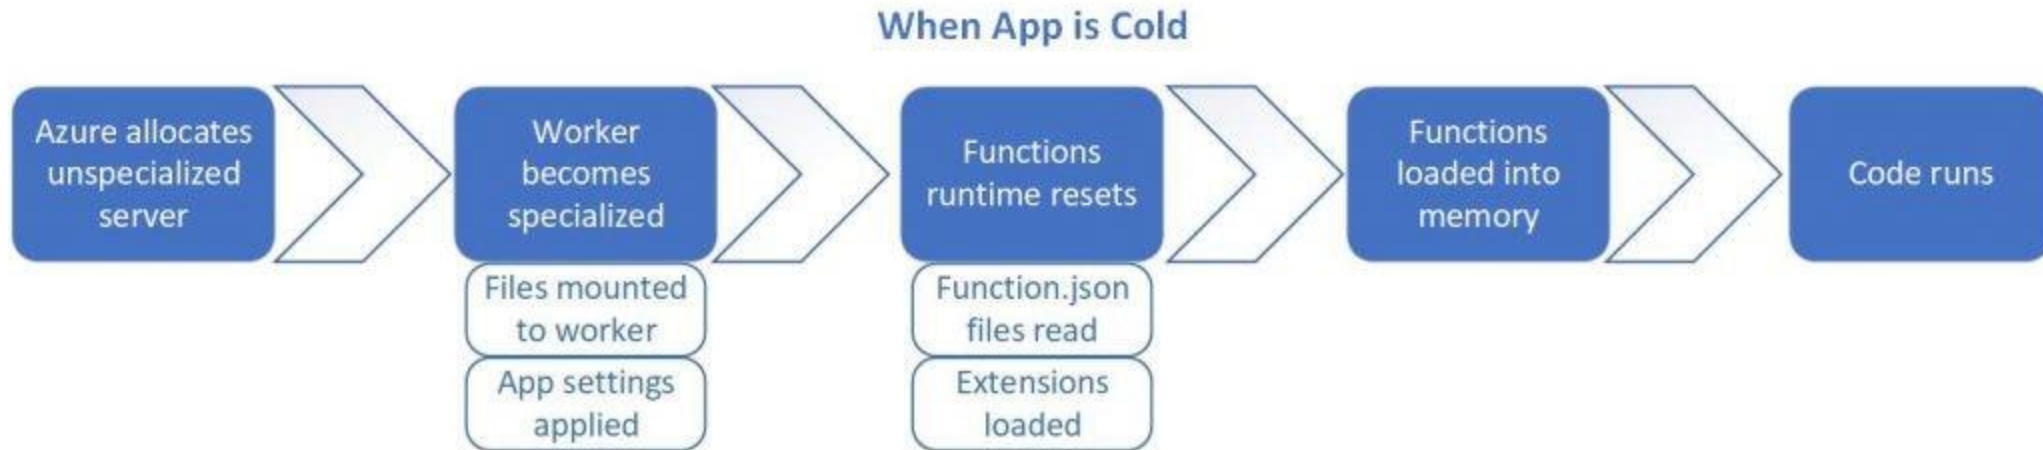 When App is Cold
Azure allocates
unspecialized
server
Worker
becomes
specialized
Files mounted
to worker
App settings
applied
Functions
runtime resets
Function.json
files read
Extensions
loaded
Functions
loaded into
memory
Code runs